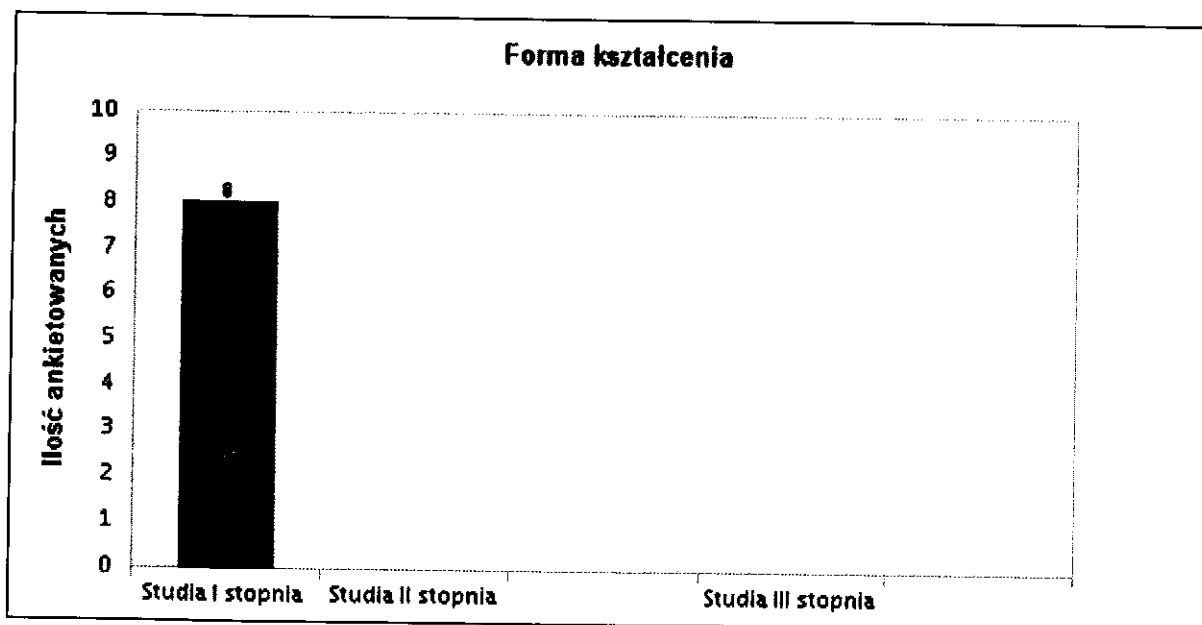 Forma kształcenia
Ilość ankietowanych
10
9
8
7
6
5
4
3
2
1
0
8
Studia I stopnia
Studia II stopnia
Studia III stopnia